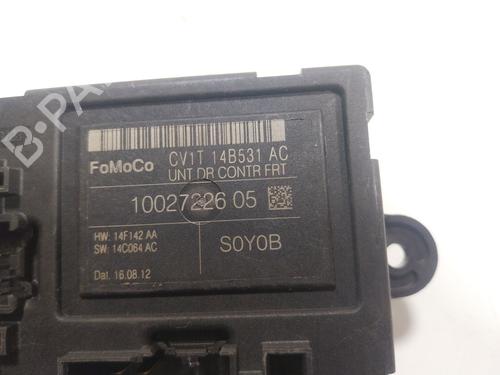 B-PARTS
FoMoCo CV1T 14B531 AC
UNT DR CONTR FRT
10027226 05
HW: 14F142 AA
SW: 14C064 AC
S0Y0B
Dat. 16.08.12